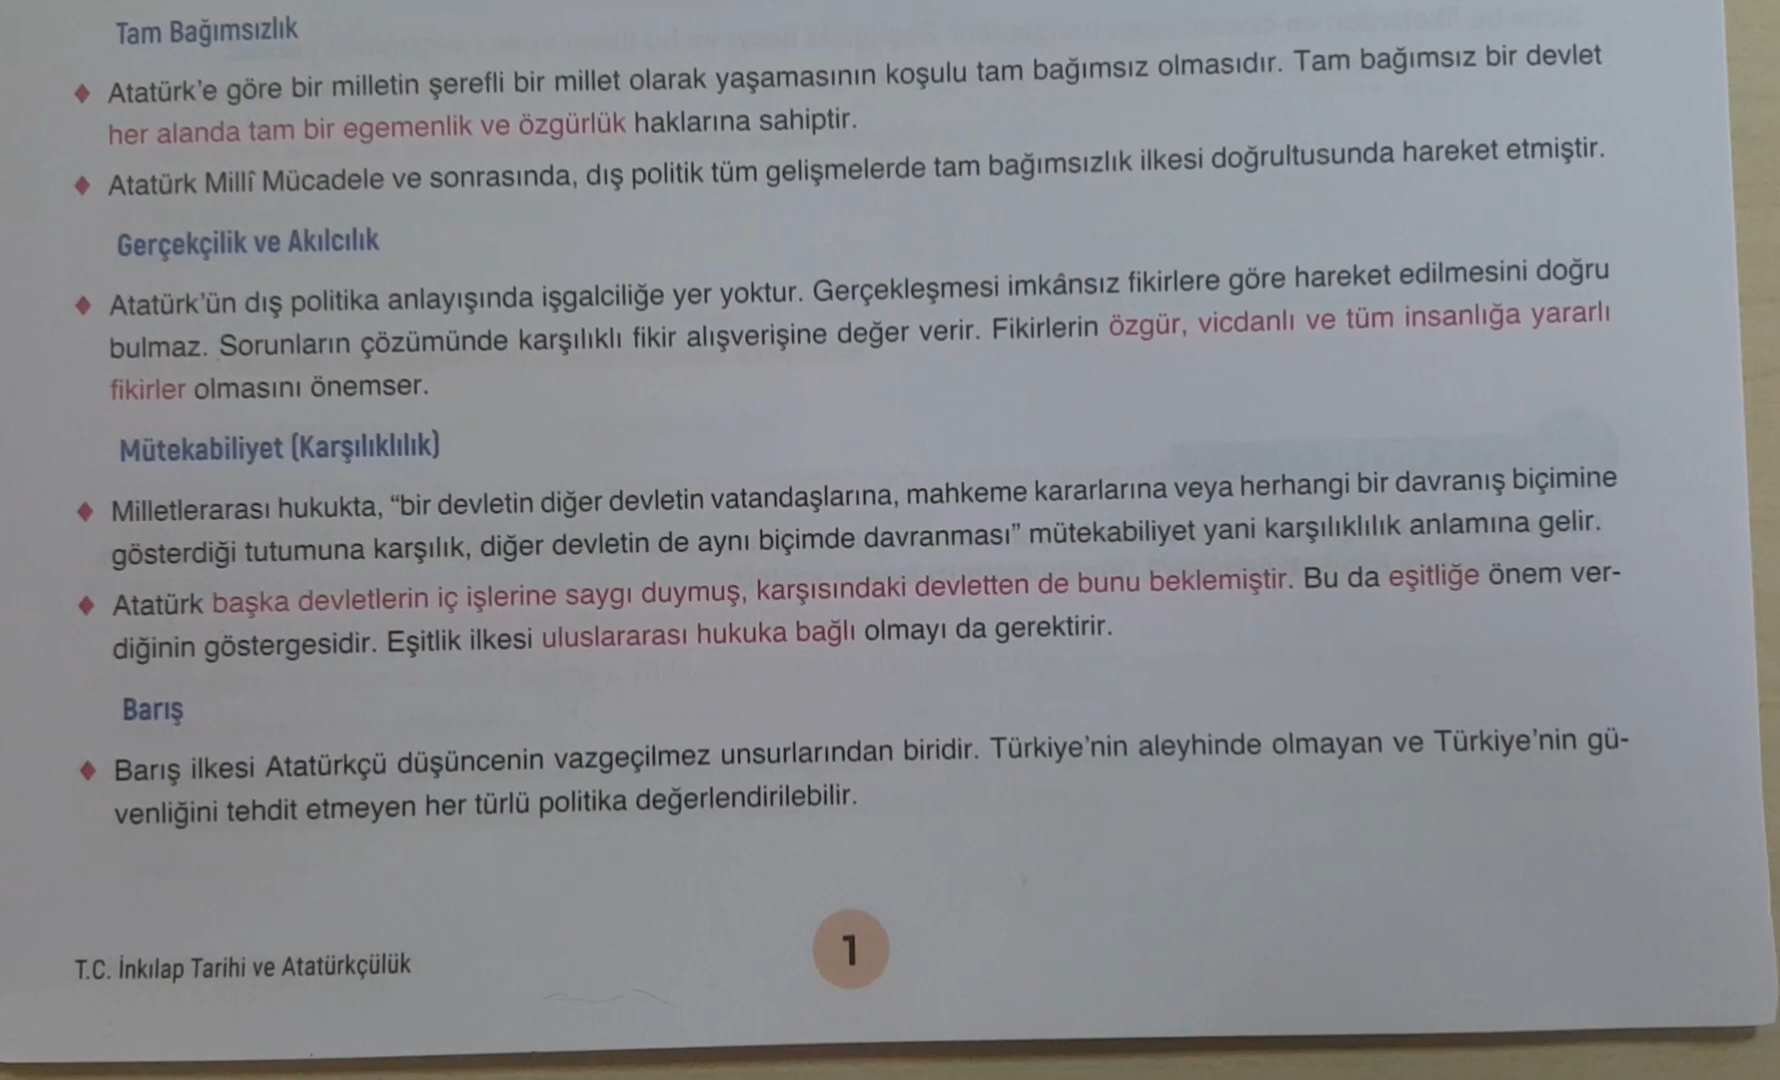 Tam Bağımsızlık
♦ Atatürk'e göre bir milletin şerefli bir millet olarak yaşamasının koşulu tam bağımsız olmasıdır. Tam bağımsız bir devlet
her alanda tam bir egemenlik ve özgürlük haklarına sahiptir.
♦ Atatürk Millî Mücadele ve sonrasında, dış politik tüm gelişmelerde tam bağımsızlık ilkesi doğrultusunda hareket etmiştir.
Gerçekçilik ve Akılcılık
♦ Atatürk'ün dış politika anlayışında işgalciliğe yer yoktur. Gerçekleşmesi imkânsız fikirlere göre hareket edilmesini doğru
bulmaz. Sorunların çözümünde karşılıklı fikir alışverişine değer verir. Fikirlerin özgür, vicdanlı ve tüm insanlığa yararlı
fikirler olmasını önemser.
Mütekabiliyet (Karşılıklılık)
♦ Milletlerarası hukukta, “bir devletin diğer devletin vatandaşlarına, mahkeme kararlarına veya herhangi bir davranış biçimine
gösterdiği tutumuna karşılık, diğer devletin de aynı biçimde davranması” mütekabiliyet yani karşılıklılık anlamına gelir.
♦ Atatürk başka devletlerin iç işlerine saygı duymuş, karşısındaki devletten de bunu beklemiştir. Bu da eşitliğe önem ver-
diğinin göstergesidir. Eşitlik ilkesi uluslararası hukuka bağlı olmayı da gerektirir.
Barış
♦ Barış ilkesi Atatürkçü düşüncenin vazgeçilmez unsurlarından biridir. Türkiye'nin aleyhinde olmayan ve Türkiye'nin gü-
venliğini tehdit etmeyen her türlü politika değerlendirilebilir.
T.C. İnkılap Tarihi ve Atatürkçülük
1